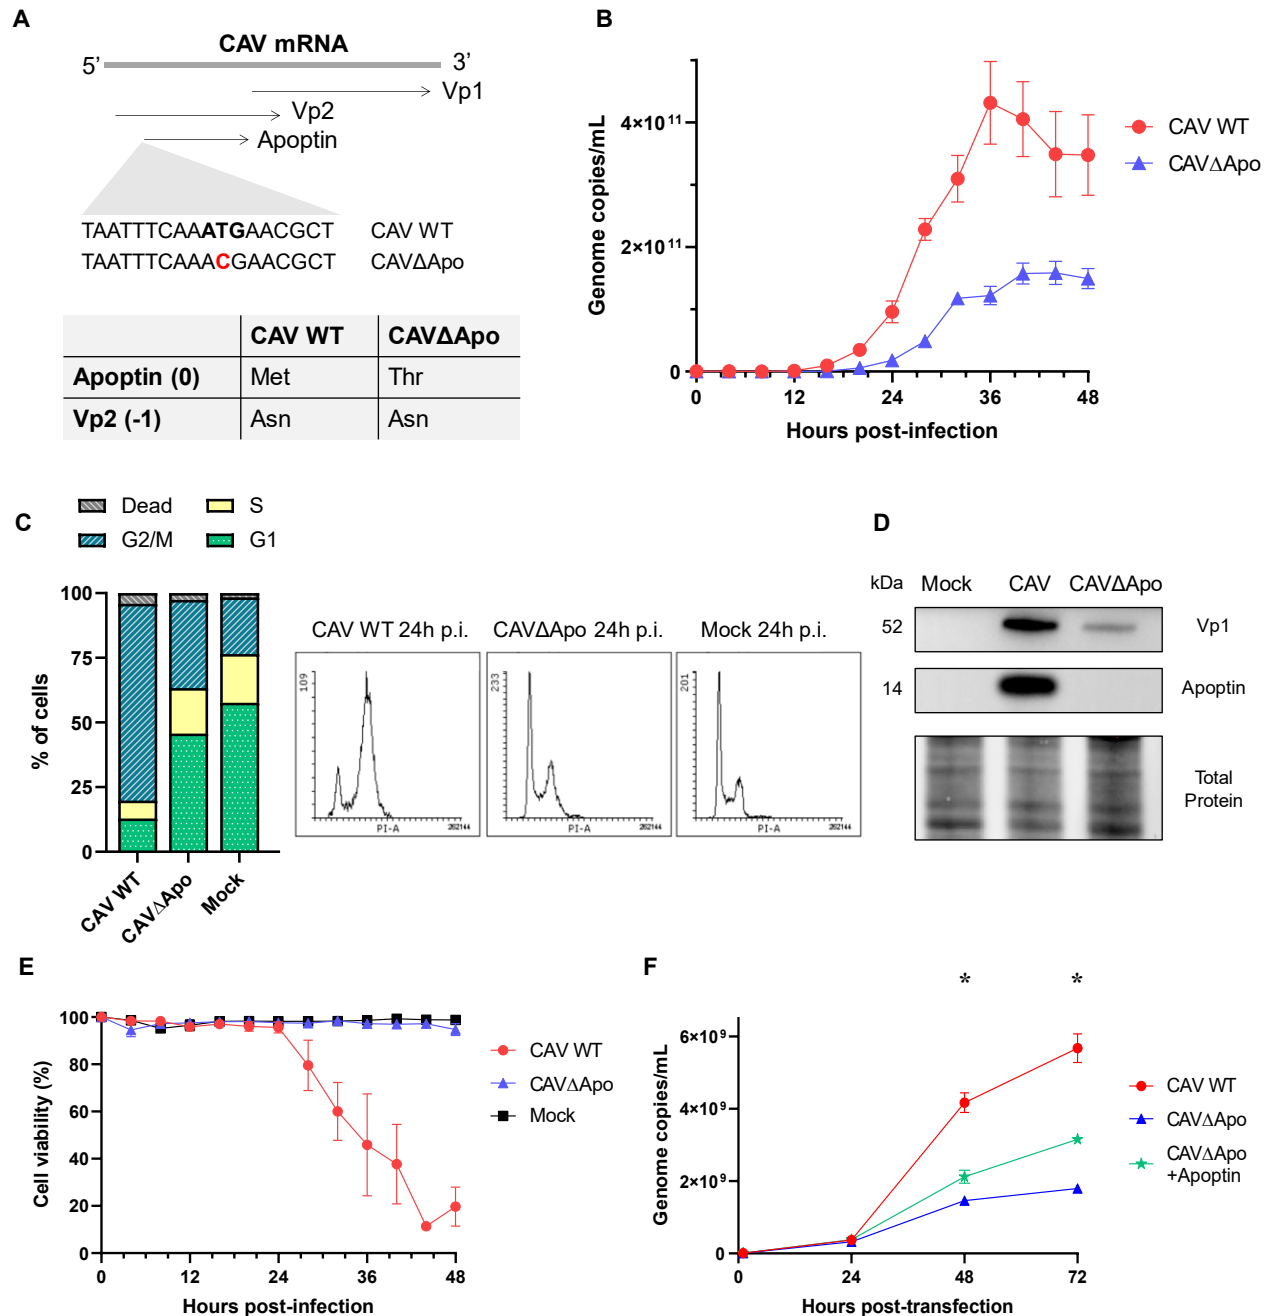 A
CAV mRNA
5’
3’
Vp1
Vp2
Apoptin
TAATTTCAAATGAACGCT CAV WT
TAATTTCAAACGAACGCT CAVΔApo
CAV WT CAVΔApo
Apoptin (0) Met Thr
Vp2 (-1) Asn Asn
B
Genome copies/mL
4×10¹¹
2×10¹¹
0
0 12 24 36 48
Hours post-infection
CAV WT
CAVΔApo
C
Dead S
G2/M G1
% of cells
100
75
50
25
0
CAV WT
CAVΔApo
Mock
CAV WT 24h p.i. CAVΔApo 24h p.i. Mock 24h p.i.
109 233 201
PI-A 262144 PI-A 262144 PI-A 262144
D
kDa Mock CAV CAVΔApo
52 Vp1
14 Apoptin
Total
Protein
E
Cell viability (%)
100
80
60
40
20
0
0 12 24 36 48
Hours post-infection
CAV WT
CAVΔApo
Mock
F
* *
Genome copies/mL
6×10⁹
4×10⁹
2×10⁹
0
0 24 48 72
Hours post-transfection
CAV WT
CAVΔApo
CAVΔApo
+Apoptin